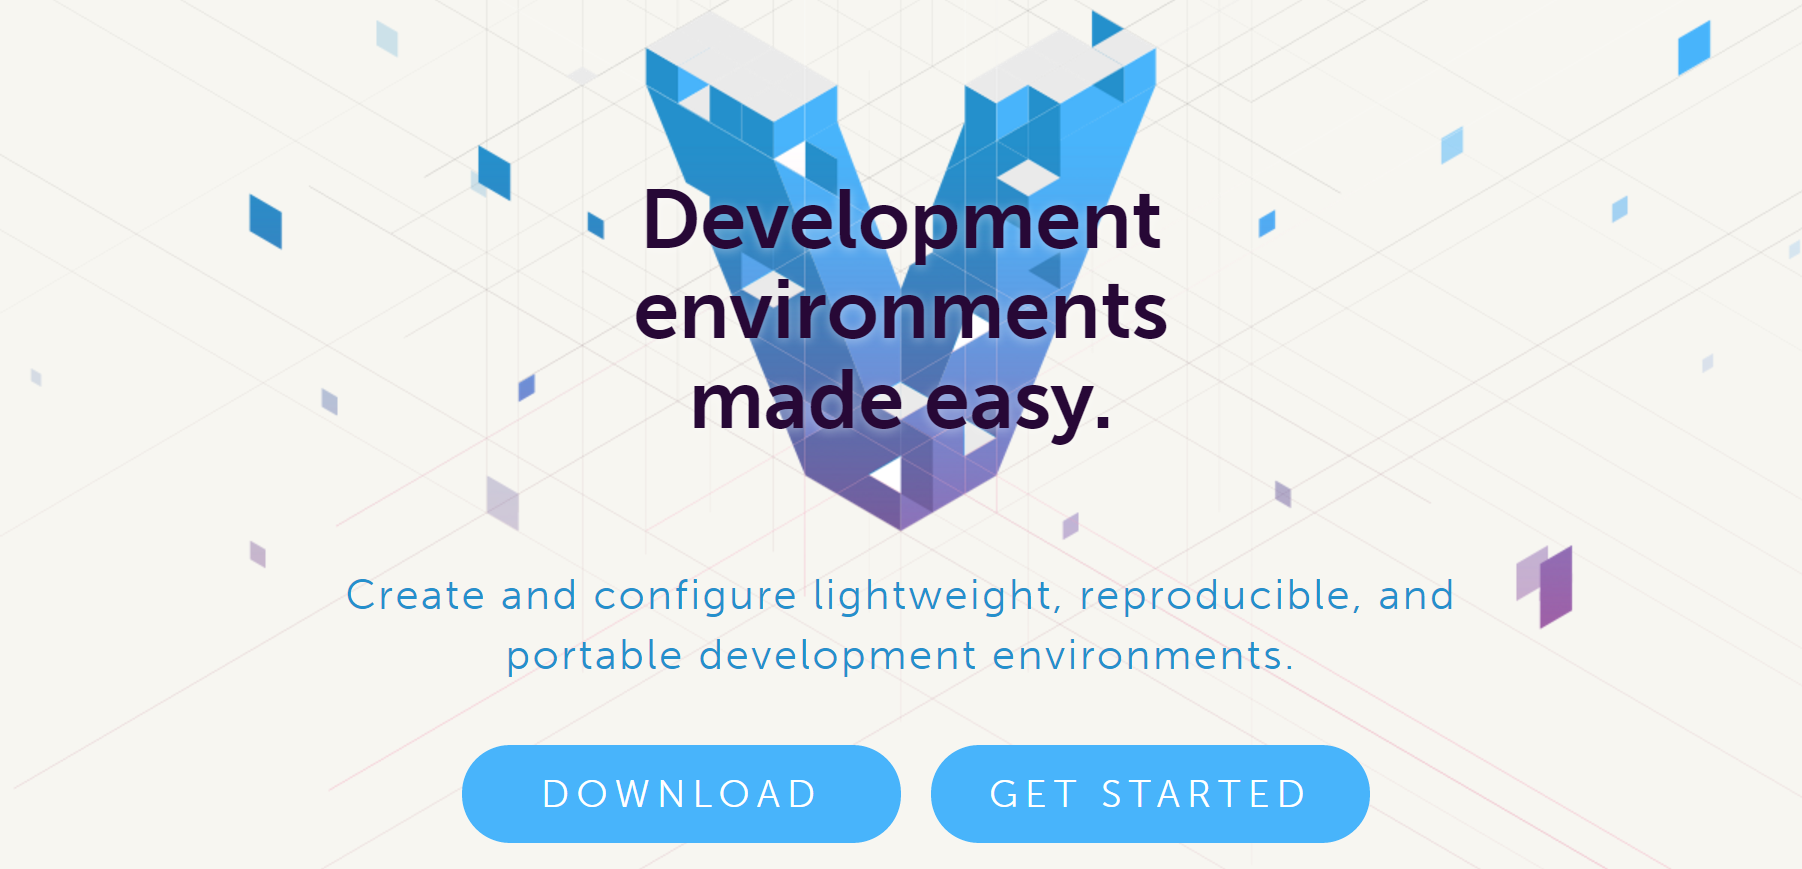 Development
environments
made easy.
Create and configure lightweight, reproducible, and
portable development environments.
DOWNLOAD
GET STARTED